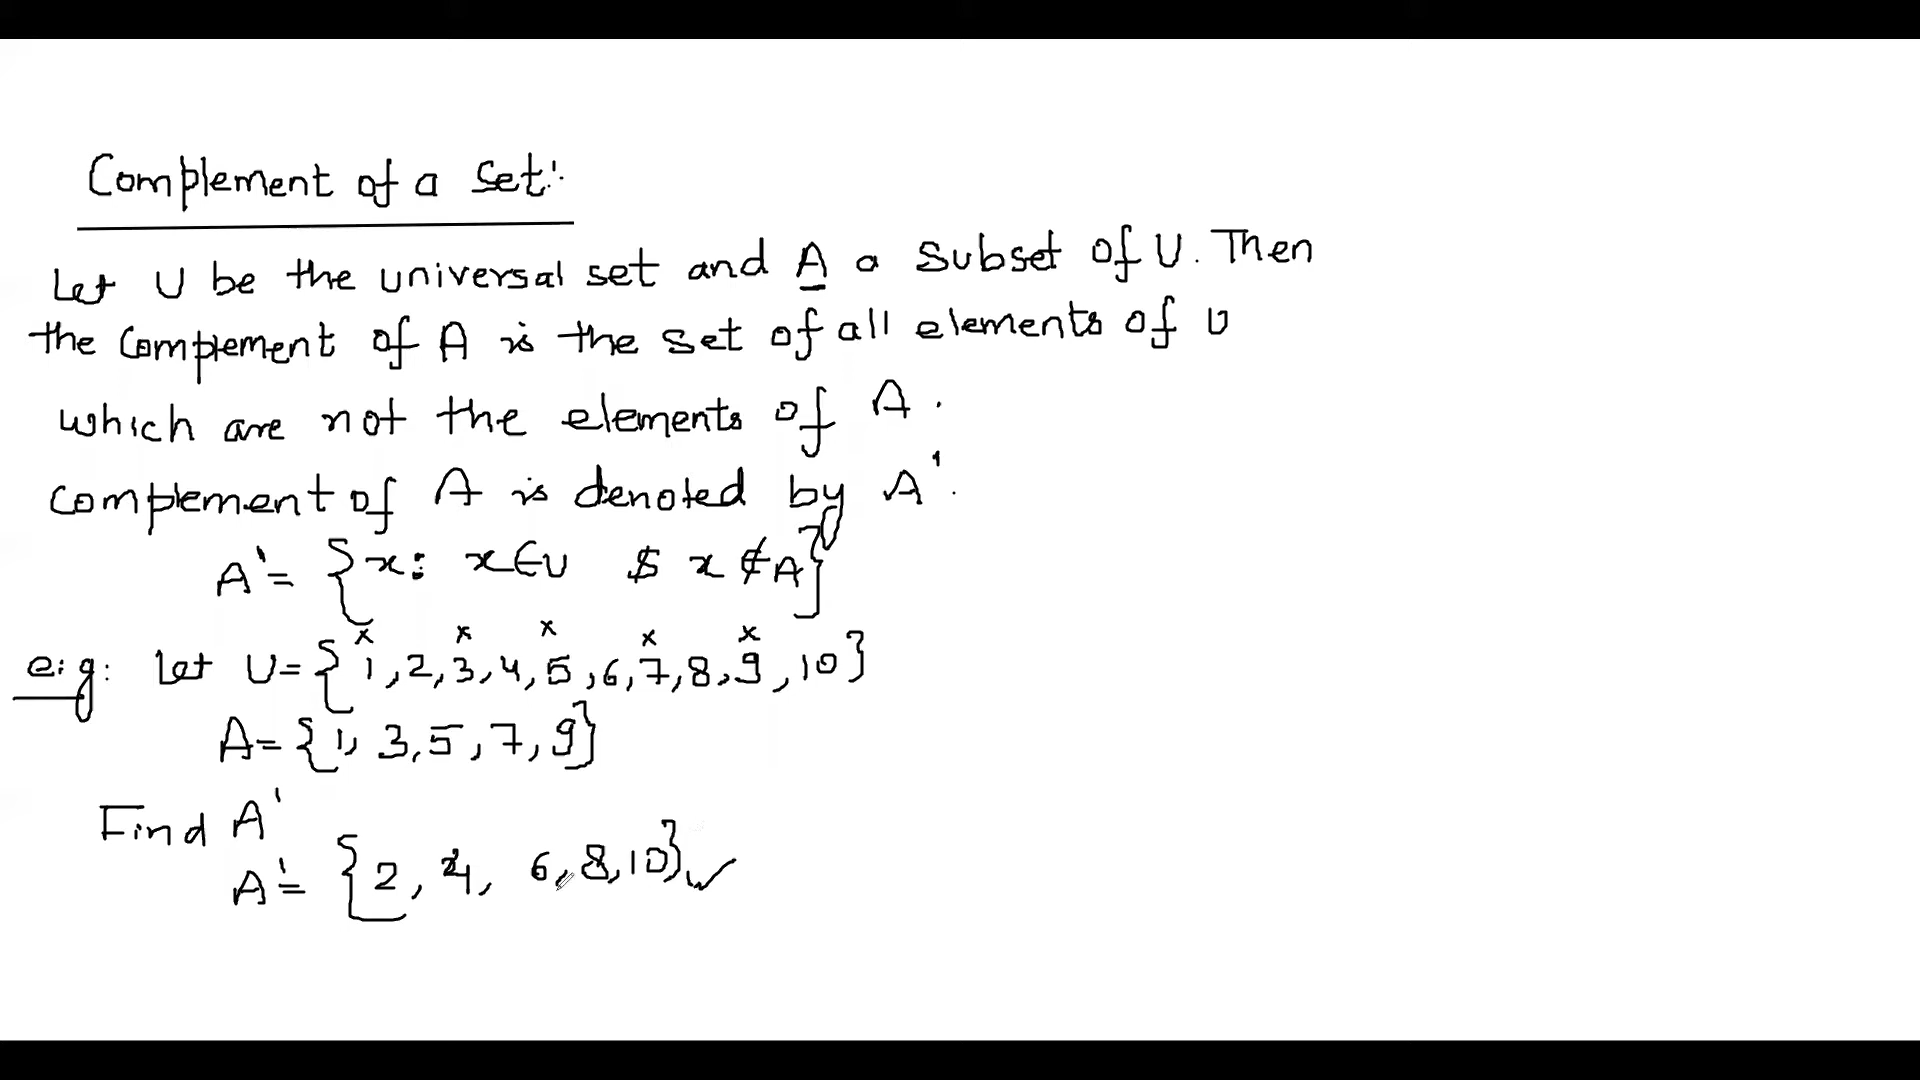 Complement of a set:
Let U be the universal set and A a subset of U. Then
the complement of A is the set of all elements of U
which are not the elements of A.
complement of A is denoted by A'.
A' = {x : x ∈ U $ x ∉ A}
x x x x x
e.g: Let U = {1, 2, 3, 4, 5, 6, 7, 8, 9, 10}
A = {1, 3, 5, 7, 9}
Find A'
A' = {2, 4, 6, 8, 10} ✓